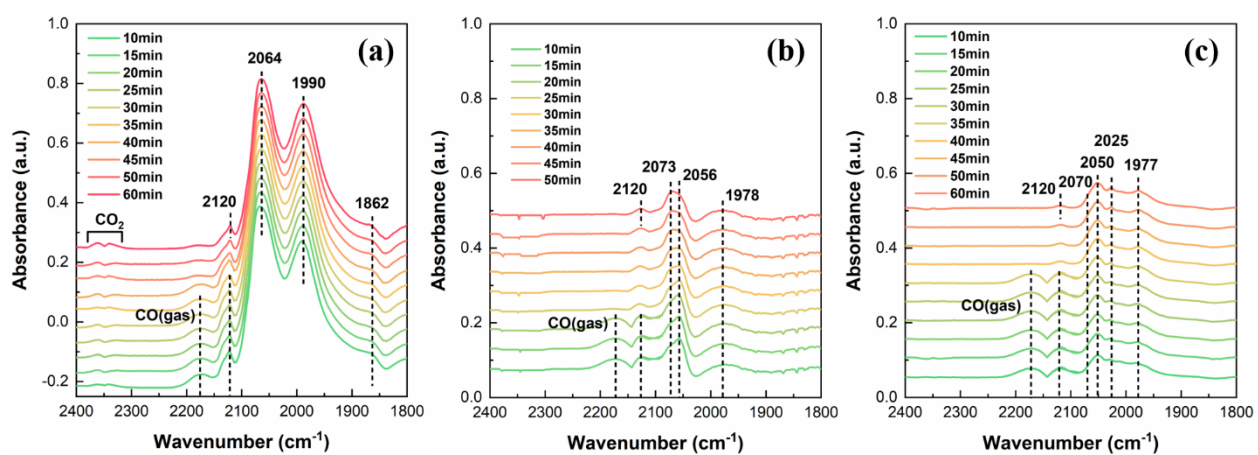 (a)
1.0
0.8
0.6
0.4
0.2
0.0
-0.2
Absorbance (a.u.)
10min
15min
20min
25min
30min
35min
40min
45min
50min
60min
2064
1990
2120
1862
CO2
CO(gas)
2400 2300 2200 2100 2000 1900 1800
Wavenumber (cm-1)
(b)
1.0
0.8
0.6
0.4
0.2
0.0
Absorbance (a.u.)
10min
15min
20min
25min
30min
35min
40min
45min
50min
2073
2056
2120
1978
CO(gas)
2400 2300 2200 2100 2000 1900 1800
Wavenumber (cm-1)
(c)
1.0
0.8
0.6
0.4
0.2
0.0
Absorbance (a.u.)
10min
15min
20min
25min
30min
35min
40min
45min
50min
60min
2025
2050
2120 2070 1977
CO(gas)
2400 2300 2200 2100 2000 1900 1800
Wavenumber (cm-1)